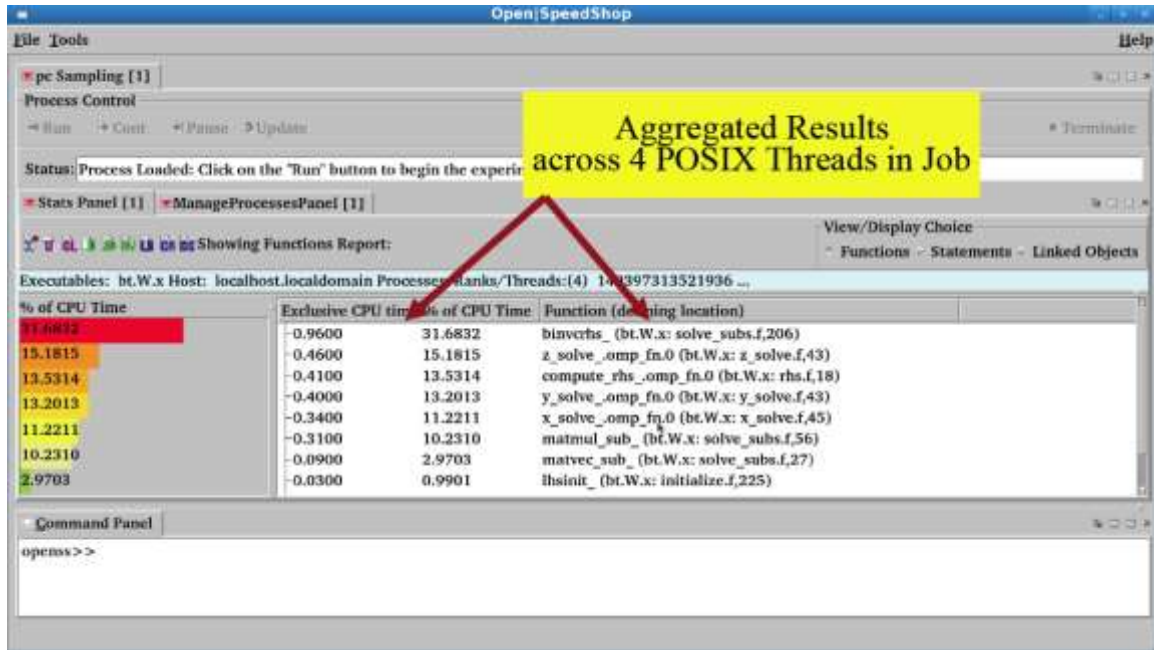 Open|SpeedShop
File Tools Help
pc Sampling [1]
Process Control
Run Cont Pause Update Terminate
Aggregated Results
across 4 POSIX Threads in Job
Status: Process Loaded: Click on the "Run" button to begin the experim
Stats Panel [1] ManageProcessesPanel [1]
View/Display Choice
Showing Functions Report:
Functions Statements Linked Objects
Executables: bt.W.x Host: localhost.localdomain Processes/Ranks/Threads:(4) ...
% of CPU Time
31.6832
15.1815
13.5314
13.2013
11.2211
10.2310
2.9703
Exclusive CPU time % of CPU Time Function (defining location)
0.9600 31.6832 binvcrhs_ (bt.W.x: solve_subs.f,206)
0.4600 15.1815 z_solve_.omp_fn.0 (bt.W.x: z_solve.f,43)
0.4100 13.5314 compute_rhs_.omp_fn.0 (bt.W.x: rhs.f,18)
0.4000 13.2013 y_solve_.omp_fn.0 (bt.W.x: y_solve.f,43)
0.3400 11.2211 x_solve_.omp_fn.0 (bt.W.x: x_solve.f,45)
0.3100 10.2310 matmul_sub_ (bt.W.x: solve_subs.f,56)
0.0900 2.9703 matvec_sub_ (bt.W.x: solve_subs.f,27)
0.0300 0.9901 lhsinit_ (bt.W.x: initialize.f,225)
Command Panel
openss>>